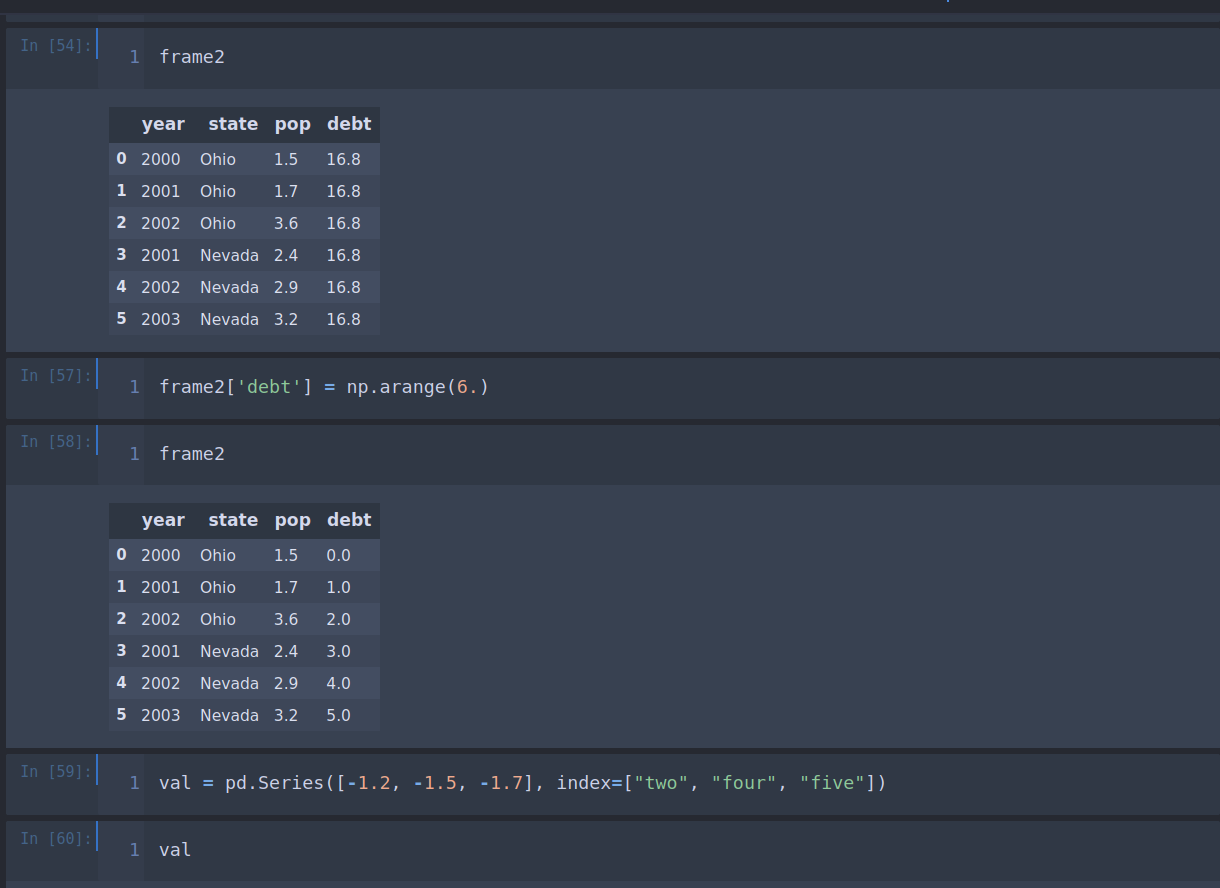 In [54]:
1 frame2
year state pop debt
0 2000 Ohio 1.5 16.8
1 2001 Ohio 1.7 16.8
2 2002 Ohio 3.6 16.8
3 2001 Nevada 2.4 16.8
4 2002 Nevada 2.9 16.8
5 2003 Nevada 3.2 16.8
In [57]:
1 frame2['debt'] = np.arange(6.)
In [58]:
1 frame2
year state pop debt
0 2000 Ohio 1.5 0.0
1 2001 Ohio 1.7 1.0
2 2002 Ohio 3.6 2.0
3 2001 Nevada 2.4 3.0
4 2002 Nevada 2.9 4.0
5 2003 Nevada 3.2 5.0
In [59]:
1 val = pd.Series([-1.2, -1.5, -1.7], index=["two", "four", "five"])
In [60]:
1 val